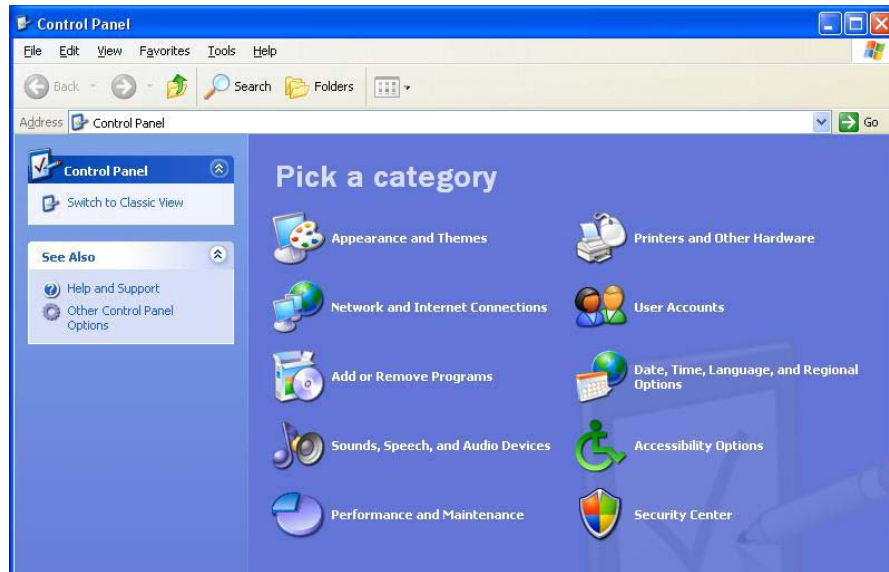 Control Panel
File Edit View Favorites Tools Help
Back Search Folders
Address Control Panel Go
Control Panel
Switch to Classic View
See Also
Help and Support
Other Control Panel
Options
Pick a category
Appearance and Themes
Printers and Other Hardware
Network and Internet Connections
User Accounts
Add or Remove Programs
Date, Time, Language, and Regional
Options
Sounds, Speech, and Audio Devices
Accessibility Options
Performance and Maintenance
Security Center